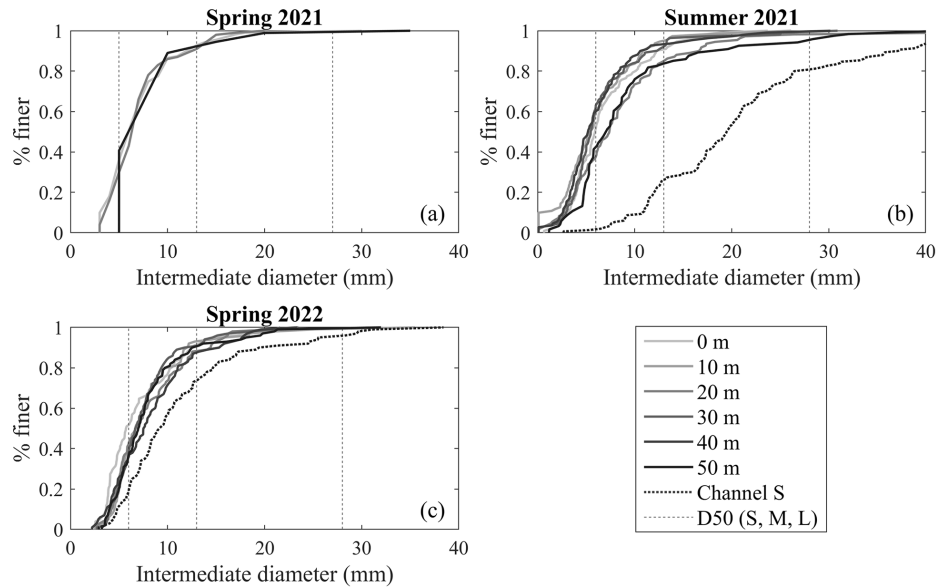 Spring 2021
% finer
1
0.8
0.6
0.4
0.2
0
(a)
0 10 20 30 40
Intermediate diameter (mm)
Summer 2021
% finer
1
0.8
0.6
0.4
0.2
0
(b)
0 10 20 30 40
Intermediate diameter (mm)
Spring 2022
% finer
1
0.8
0.6
0.4
0.2
0
(c)
0 10 20 30 40
Intermediate diameter (mm)
0 m
10 m
20 m
30 m
40 m
50 m
Channel S
D50 (S, M, L)